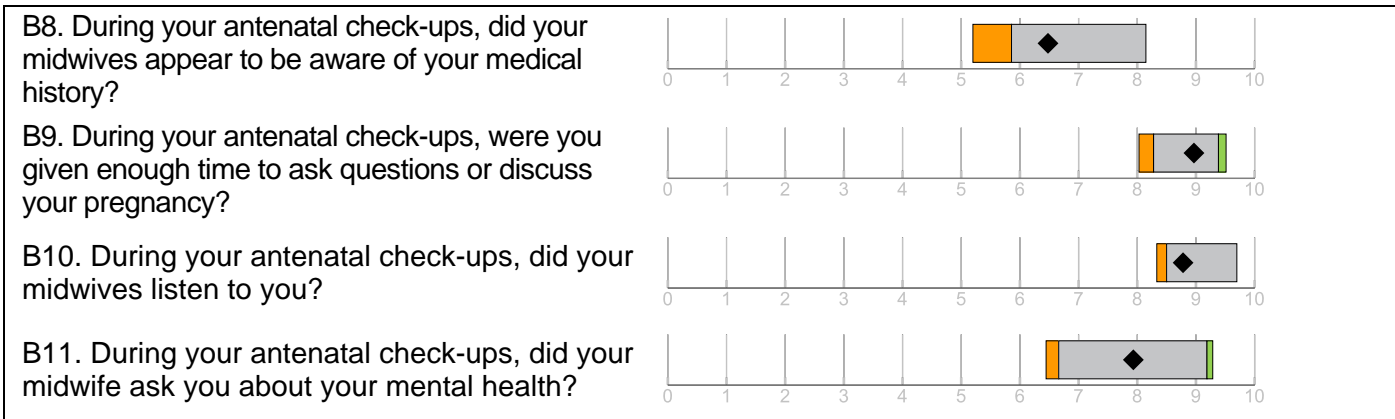 B8. During your antenatal check-ups, did your
midwives appear to be aware of your medical
history?
0 1 2 3 4 5 6 7 8 9 10
B9. During your antenatal check-ups, were you
given enough time to ask questions or discuss
your pregnancy?
0 1 2 3 4 5 6 7 8 9 10
B10. During your antenatal check-ups, did your
midwives listen to you?
0 1 2 3 4 5 6 7 8 9 10
B11. During your antenatal check-ups, did your
midwife ask you about your mental health?
0 1 2 3 4 5 6 7 8 9 10